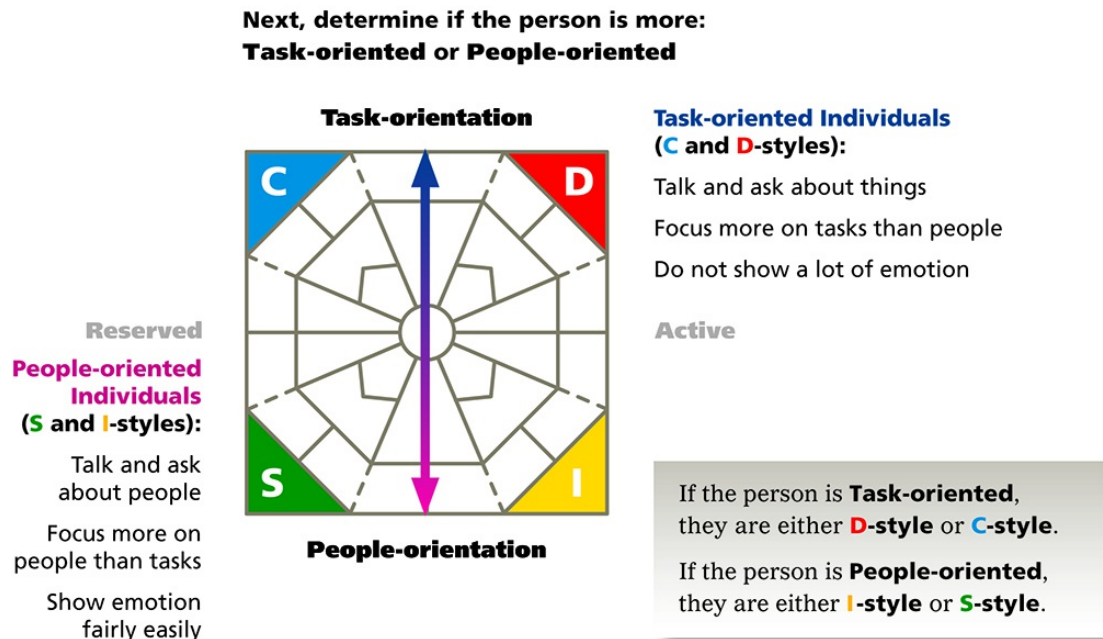 Next, determine if the person is more:
Task-oriented or People-oriented
Task-orientation
C
D
S
I
People-orientation
Reserved
Active
Task-oriented Individuals
(C and D-styles):
Talk and ask about things
Focus more on tasks than people
Do not show a lot of emotion
People-oriented
Individuals
(S and I-styles):
Talk and ask
about people
Focus more on
people than tasks
Show emotion
fairly easily
If the person is Task-oriented,
they are either D-style or C-style.
If the person is People-oriented,
they are either I-style or S-style.